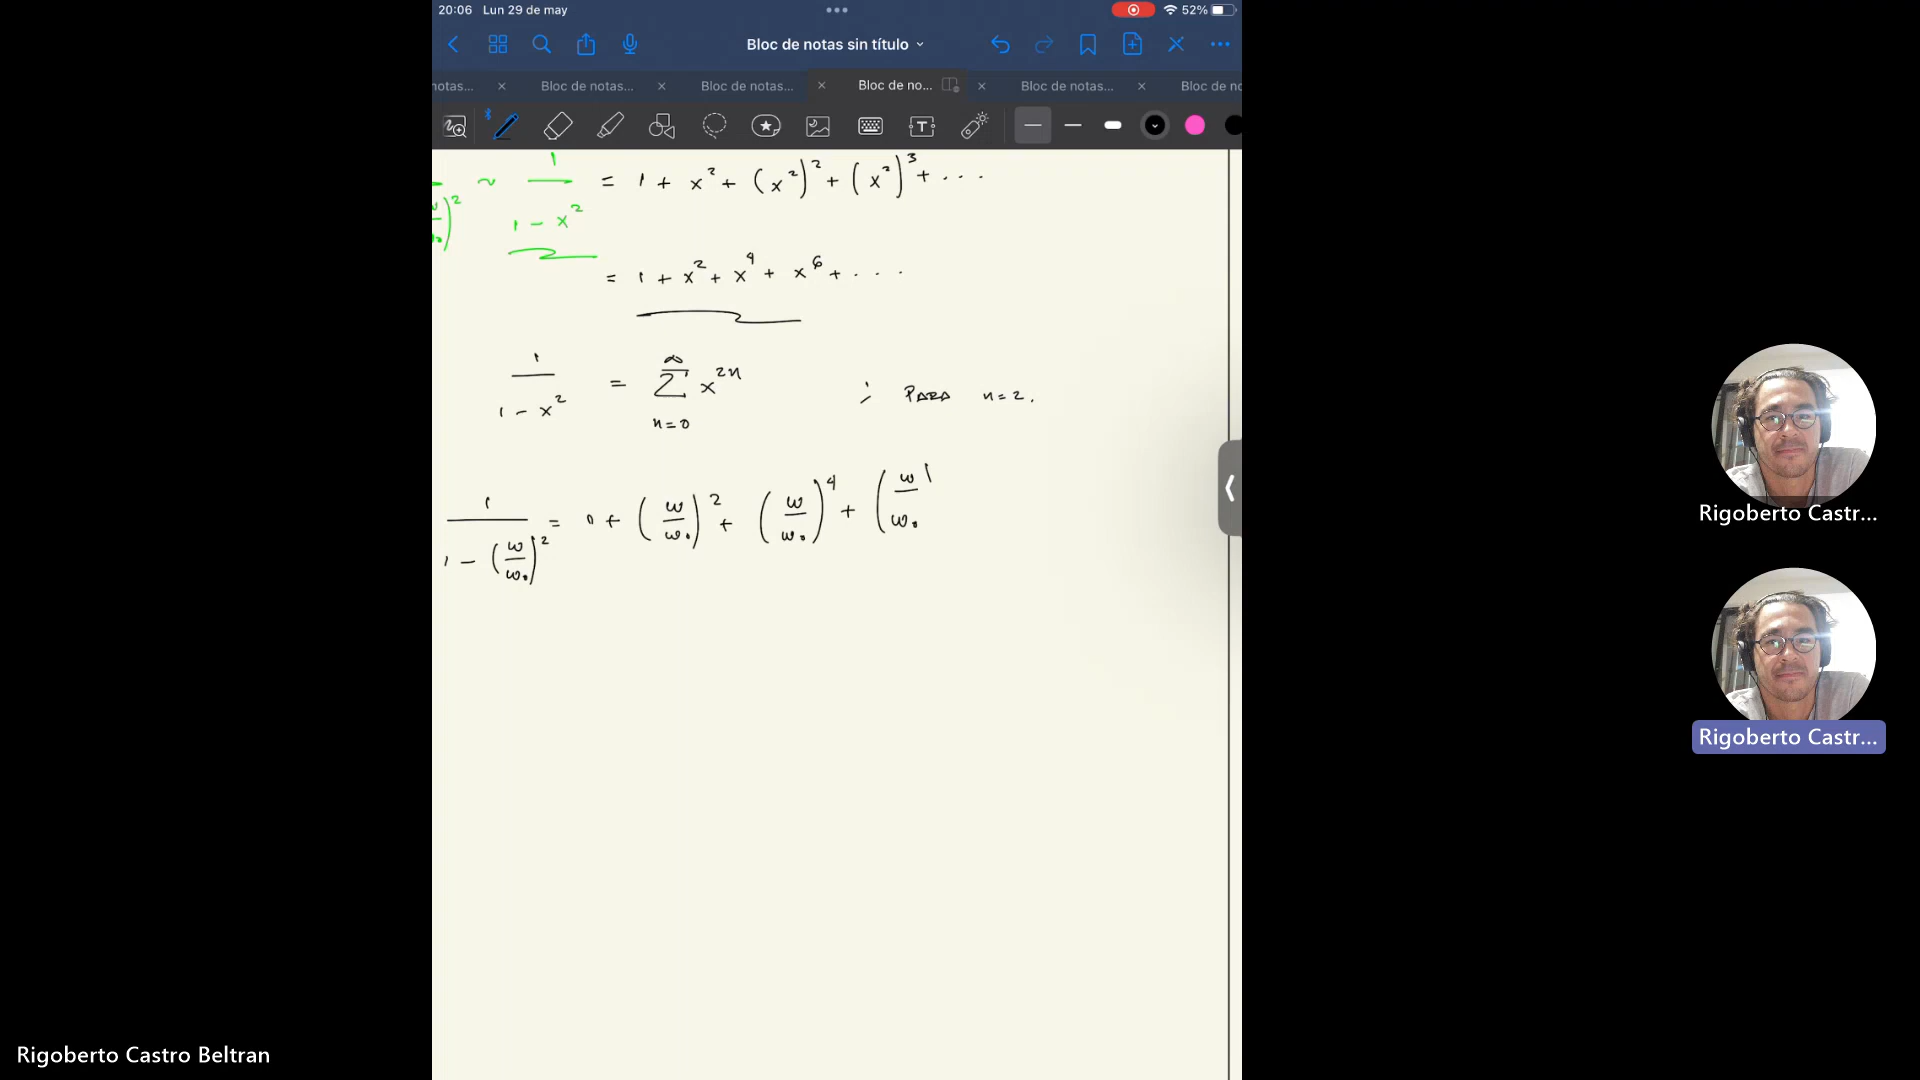 20:06 Lun 29 de may
52%
Bloc de notas sin título
notas... Bloc de notas... Bloc de notas... Bloc de no... Bloc de notas... Bloc de no
ω/ω₀)² ~ 1/(1 - x²) = 1 + x² + (x²)² + (x²)³ + ...
= 1 + x² + x⁴ + x⁶ + ....
1/(1 - x²) = ∑_{n=0}^{∞} x^{2n} ; PARA n=2.
1/(1 - (ω/ω₀)²) = 1 + (ω/ω₀)² + (ω/ω₀)⁴ + (ω/ω₀
Rigoberto Castr...
Rigoberto Castr...
Rigoberto Castro Beltran